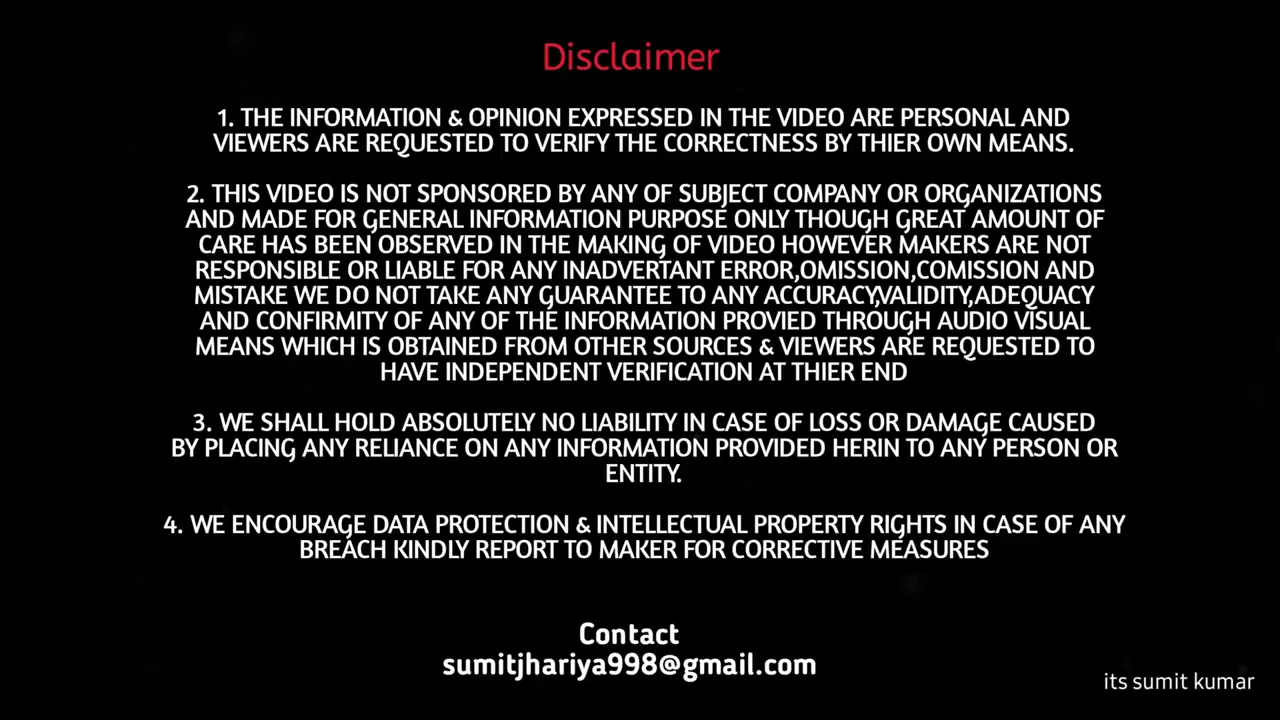 Disclaimer
1. THE INFORMATION & OPINION EXPRESSED IN THE VIDEO ARE PERSONAL AND
VIEWERS ARE REQUESTED TO VERIFY THE CORRECTNESS BY THIER OWN MEANS.
2. THIS VIDEO IS NOT SPONSORED BY ANY OF SUBJECT COMPANY OR ORGANIZATIONS
AND MADE FOR GENERAL INFORMATION PURPOSE ONLY THOUGH GREAT AMOUNT OF
CARE HAS BEEN OBSERVED IN THE MAKING OF VIDEO HOWEVER MAKERS ARE NOT
RESPONSIBLE OR LIABLE FOR ANY INADVERTANT ERROR,OMISSION,COMISSION AND
MISTAKE WE DO NOT TAKE ANY GUARANTEE TO ANY ACCURACY,VALIDITY,ADEQUACY
AND CONFIRMITY OF ANY OF THE INFORMATION PROVIED THROUGH AUDIO VISUAL
MEANS WHICH IS OBTAINED FROM OTHER SOURCES & VIEWERS ARE REQUESTED TO
HAVE INDEPENDENT VERIFICATION AT THIER END
3. WE SHALL HOLD ABSOLUTELY NO LIABILITY IN CASE OF LOSS OR DAMAGE CAUSED
BY PLACING ANY RELIANCE ON ANY INFORMATION PROVIDED HERIN TO ANY PERSON OR
ENTITY.
4. WE ENCOURAGE DATA PROTECTION & INTELLECTUAL PROPERTY RIGHTS IN CASE OF ANY
BREACH KINDLY REPORT TO MAKER FOR CORRECTIVE MEASURES
Contact
sumitjhariya998@gmail.com
its sumit kumar